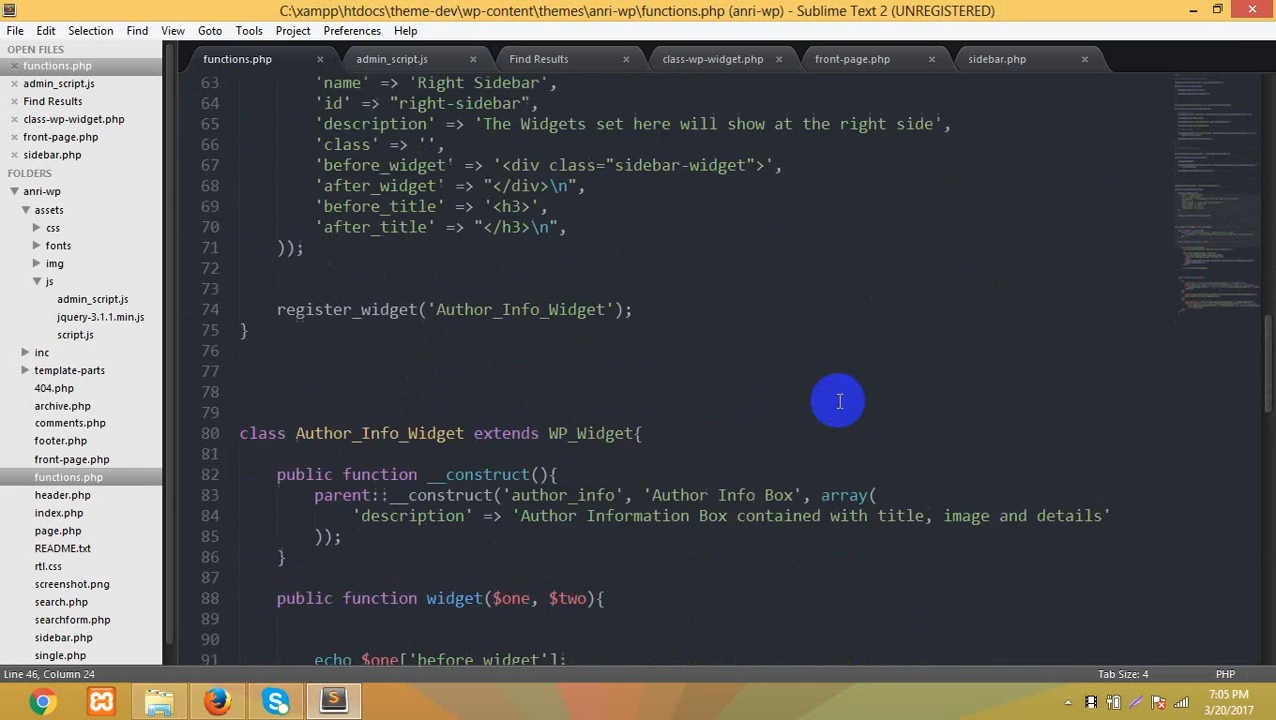 C:\xampp\htdocs\theme-dev\wp-content\themes\anri-wp\functions.php (anri-wp) - Sublime Text 2 (UNREGISTERED)
File Edit Selection Find View Goto Tools Project Preferences Help
OPEN FILES
functions.php
admin_script.js
Find Results
class-wp-widget.php
front-page.php
sidebar.php
FOLDERS
anri-wp
assets
css
fonts
img
js
admin_script.js
jquery-3.1.1.min.js
script.js
inc
template-parts
404.php
archive.php
comments.php
footer.php
front-page.php
functions.php
header.php
index.php
page.php
README.txt
rtl.css
screenshot.png
search.php
searchform.php
sidebar.php
single.php
functions.php admin_script.js Find Results class-wp-widget.php front-page.php sidebar.php
63 'name' => 'Right Sidebar',
64 'id' => "right-sidebar",
65 'description' => 'The Widgets set here will show at the right side',
66 'class' => '',
67 'before_widget' => '<div class="sidebar-widget">',
68 'after_widget' => "</div>\n",
69 'before_title' => '<h3>',
70 'after_title' => "</h3>\n",
71 ));
72
73
74 register_widget('Author_Info_Widget');
75 }
76
77
78
79
80 class Author_Info_Widget extends WP_Widget{
81
82 public function __construct(){
83 parent::__construct('author_info', 'Author Info Box', array(
84 'description' => 'Author Information Box contained with title, image and details'
85 ));
86 }
87
88 public function widget($one, $two){
89
90
91 echo $one['before_widget'];
Line 46, Column 24
Tab Size: 4 PHP
7:05 PM
3/20/2017